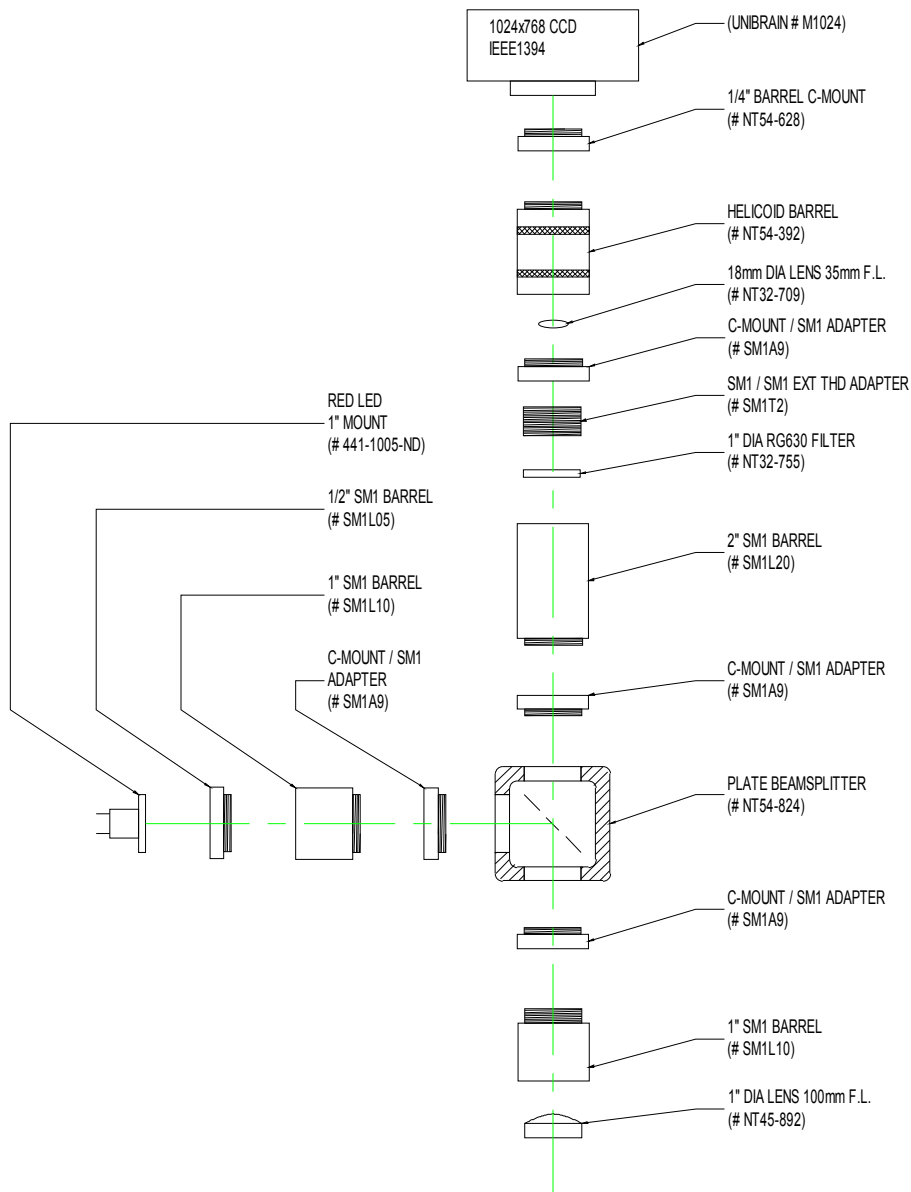 1024x768 CCD
IEEE1394
(UNIBRAIN # M1024)
1/4" BARREL C-MOUNT
(# NT54-628)
HELICOID BARREL
(# NT54-392)
18mm DIA LENS 35mm F.L.
(# NT32-709)
C-MOUNT / SM1 ADAPTER
(# SM1A9)
SM1 / SM1 EXT THD ADAPTER
(# SM1T2)
1" DIA RG630 FILTER
(# NT32-755)
2" SM1 BARREL
(# SM1L20)
C-MOUNT / SM1 ADAPTER
(# SM1A9)
PLATE BEAMSPLITTER
(# NT54-824)
C-MOUNT / SM1 ADAPTER
(# SM1A9)
1" SM1 BARREL
(# SM1L10)
1" DIA LENS 100mm F.L.
(# NT45-892)
RED LED
1" MOUNT
(# 441-1005-ND)
1/2" SM1 BARREL
(# SM1L05)
1" SM1 BARREL
(# SM1L10)
C-MOUNT / SM1
ADAPTER
(# SM1A9)